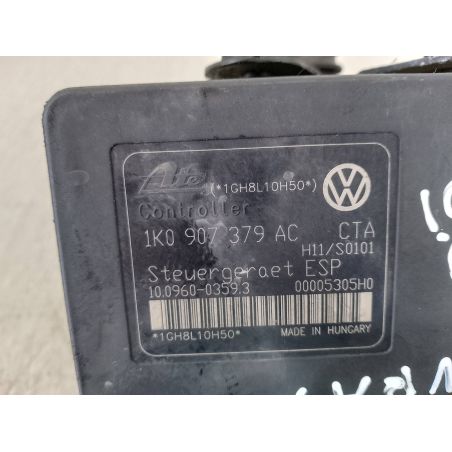 Ate (*1GH8L10H50*)
Controller
1K0 907 379 AC CTA
H11/S0101
Steuergeraet ESP
10.0960-0359.3 00005305H0
*1GH8L10H50* MADE IN HUNGARY